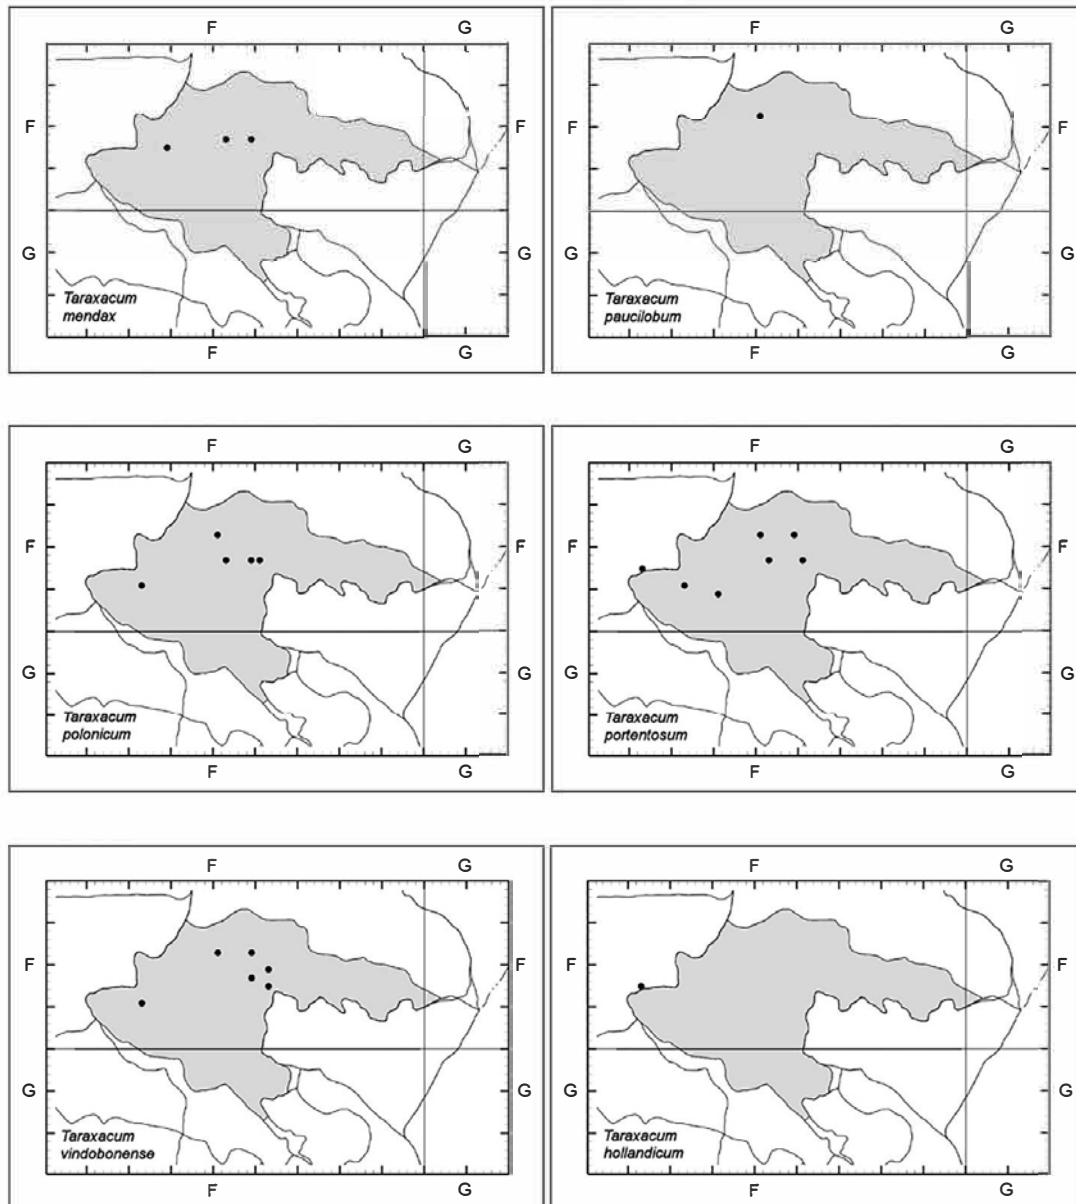 F G
F G
F F
F F
G G
G G
Taraxacum
mendax
Taraxacum
paucilobum
F G
F G
F G
F G
F F
F F
G G
G G
Taraxacum
polonicum
Taraxacum
portentosum
F G
F G
F G
F G
F F
F F
G G
G G
Taraxacum
vindobonense
Taraxacum
hollandicum
F G
F G